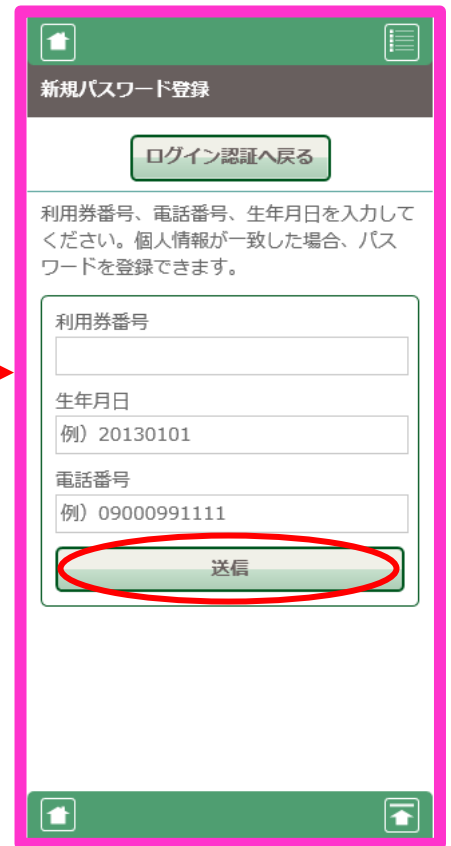 新規パスワード登録
ログイン認証へ戻る
利用券番号、電話番号、生年月日を入力して
ください。個人情報が一致した場合、パス
ワードを登録できます。
利用券番号
生年月日
例）20130101
電話番号
例）09000991111
送信